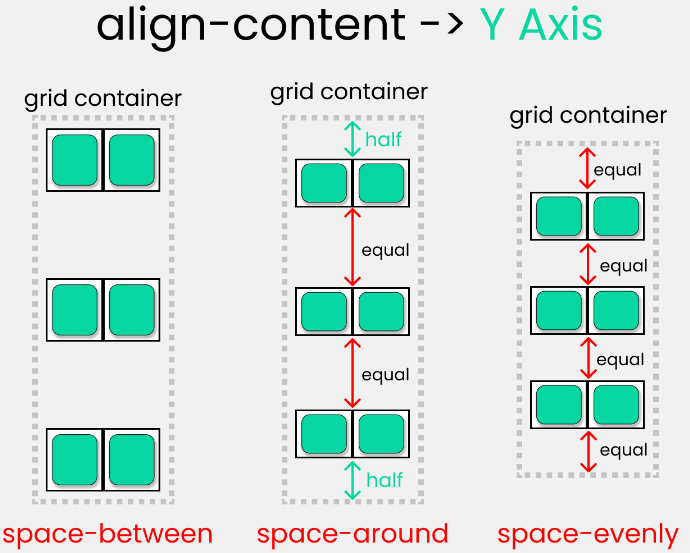 align-content -> Y Axis
grid container
grid container
grid container
half
equal
equal
half
equal
equal
equal
equal
space-between
space-around
space-evenly